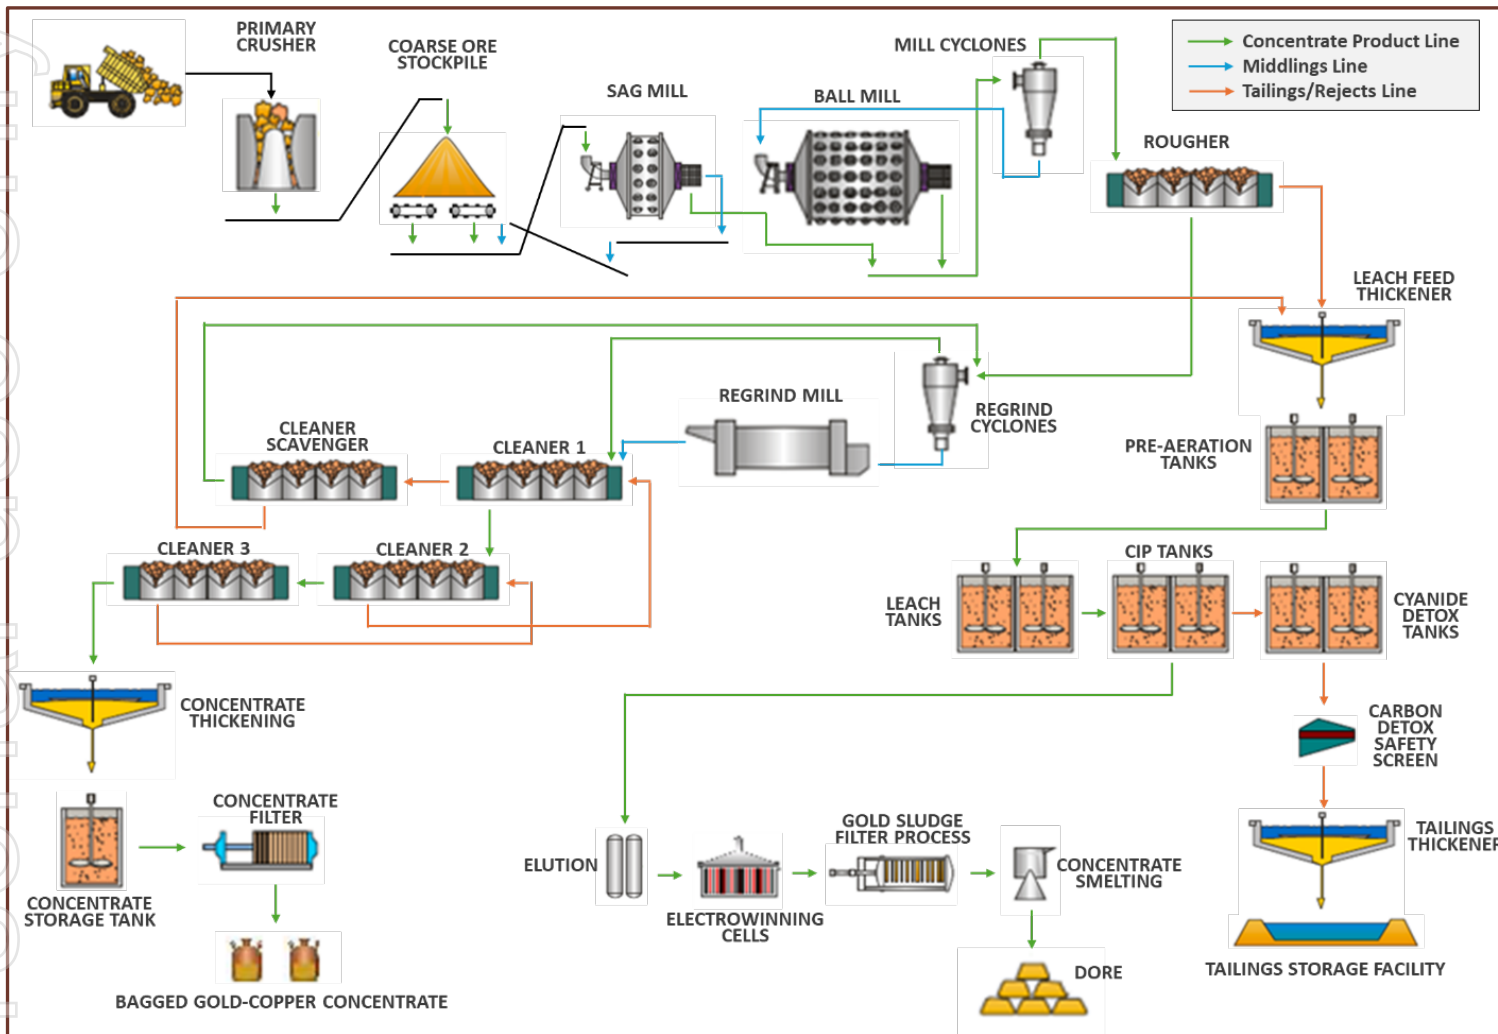 PRIMARY
CRUSHER
COARSE ORE
STOCKPILE
SAG MILL
BALL MILL
MILL CYCLONES
Concentrate Product Line
Middlings Line
Tailings/Rejects Line
ROUGHER
LEACH FEED
THICKENER
REGRIND MILL
REGRIND
CYCLONES
CLEANER
SCAVENGER
CLEANER 1
PRE-AERATION
TANKS
CLEANER 3
CLEANER 2
CIP TANKS
LEACH
TANKS
CYANIDE
DETOX
TANKS
CONCENTRATE
THICKENING
CARBON
DETOX
SAFETY
SCREEN
CONCENTRATE
FILTER
GOLD SLUDGE
FILTER PROCESS
TAILINGS
THICKENER
ELUTION
CONCENTRATE
SMELTING
CONCENTRATE
STORAGE TANK
ELECTROWINNING
CELLS
TAILINGS STORAGE FACILITY
DORE
BAGGED GOLD-COPPER CONCENTRATE